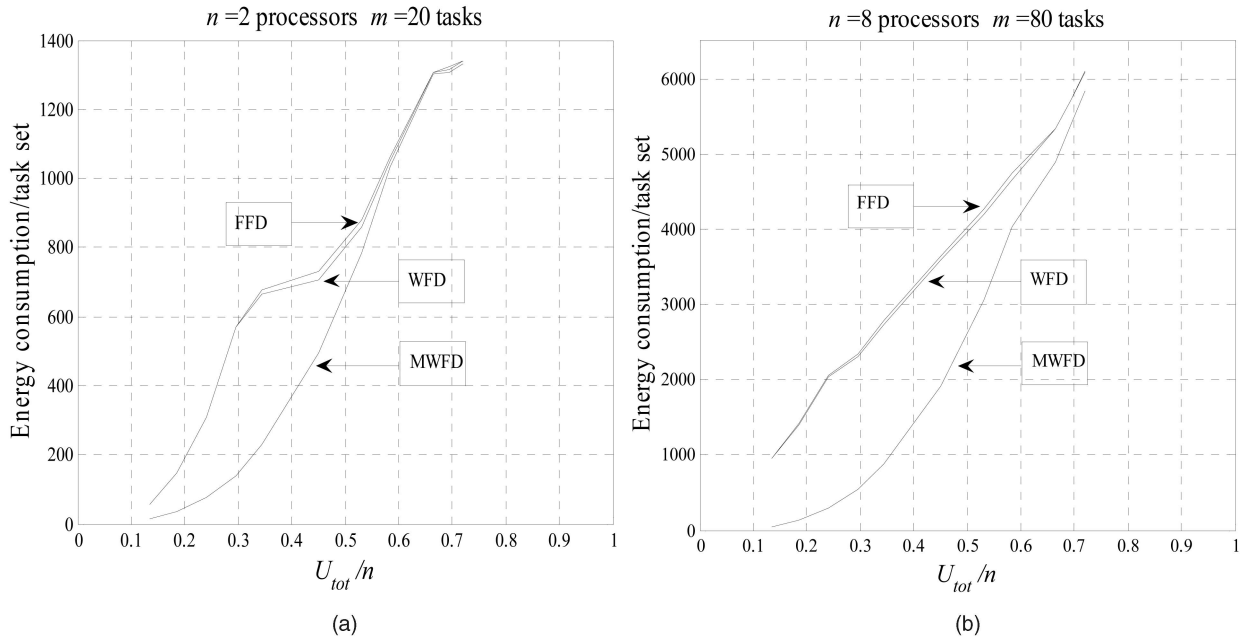 n =2 processors m =20 tasks
1400
1200
1000
800
600
400
200
0
Energy consumption/task set
FFD
WFD
MWFD
0 0.1 0.2 0.3 0.4 0.5 0.6 0.7 0.8 0.9 1
U_tot /n
(a)
n =8 processors m =80 tasks
6000
5000
4000
3000
2000
1000
0
Energy consumption/task set
FFD
WFD
MWFD
0 0.1 0.2 0.3 0.4 0.5 0.6 0.7 0.8 0.9 1
U_tot /n
(b)